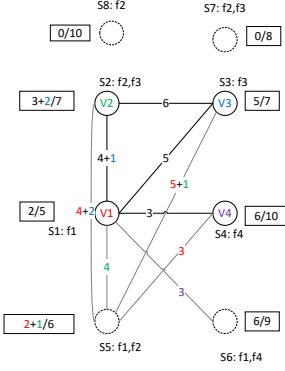 S8: f2
S7: f2,f3
0/10
0/8
S2: f2,f3
S3: f3
3+2/7
V2
6
V3
5/7
4+1
5
5+1
2/5
4+2
V1
3
V4
6/10
S1: f1
S4: f4
4
3
3
2+1/6
6/9
S5: f1,f2
S6: f1,f4